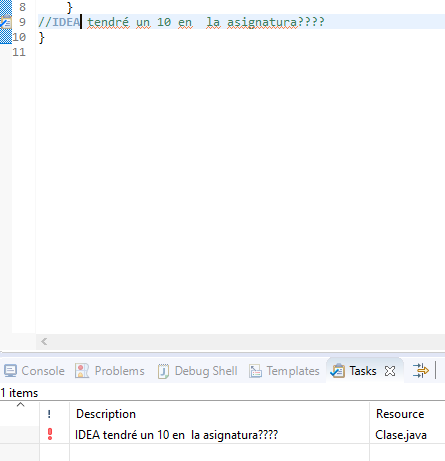 8 }
9 //IDEA tendré un 10 en  la asignatura????
10 }
11
Console Problems Debug Shell Templates Tasks
1 items
! Description Resource
IDEA tendré un 10 en  la asignatura???? Clase.java